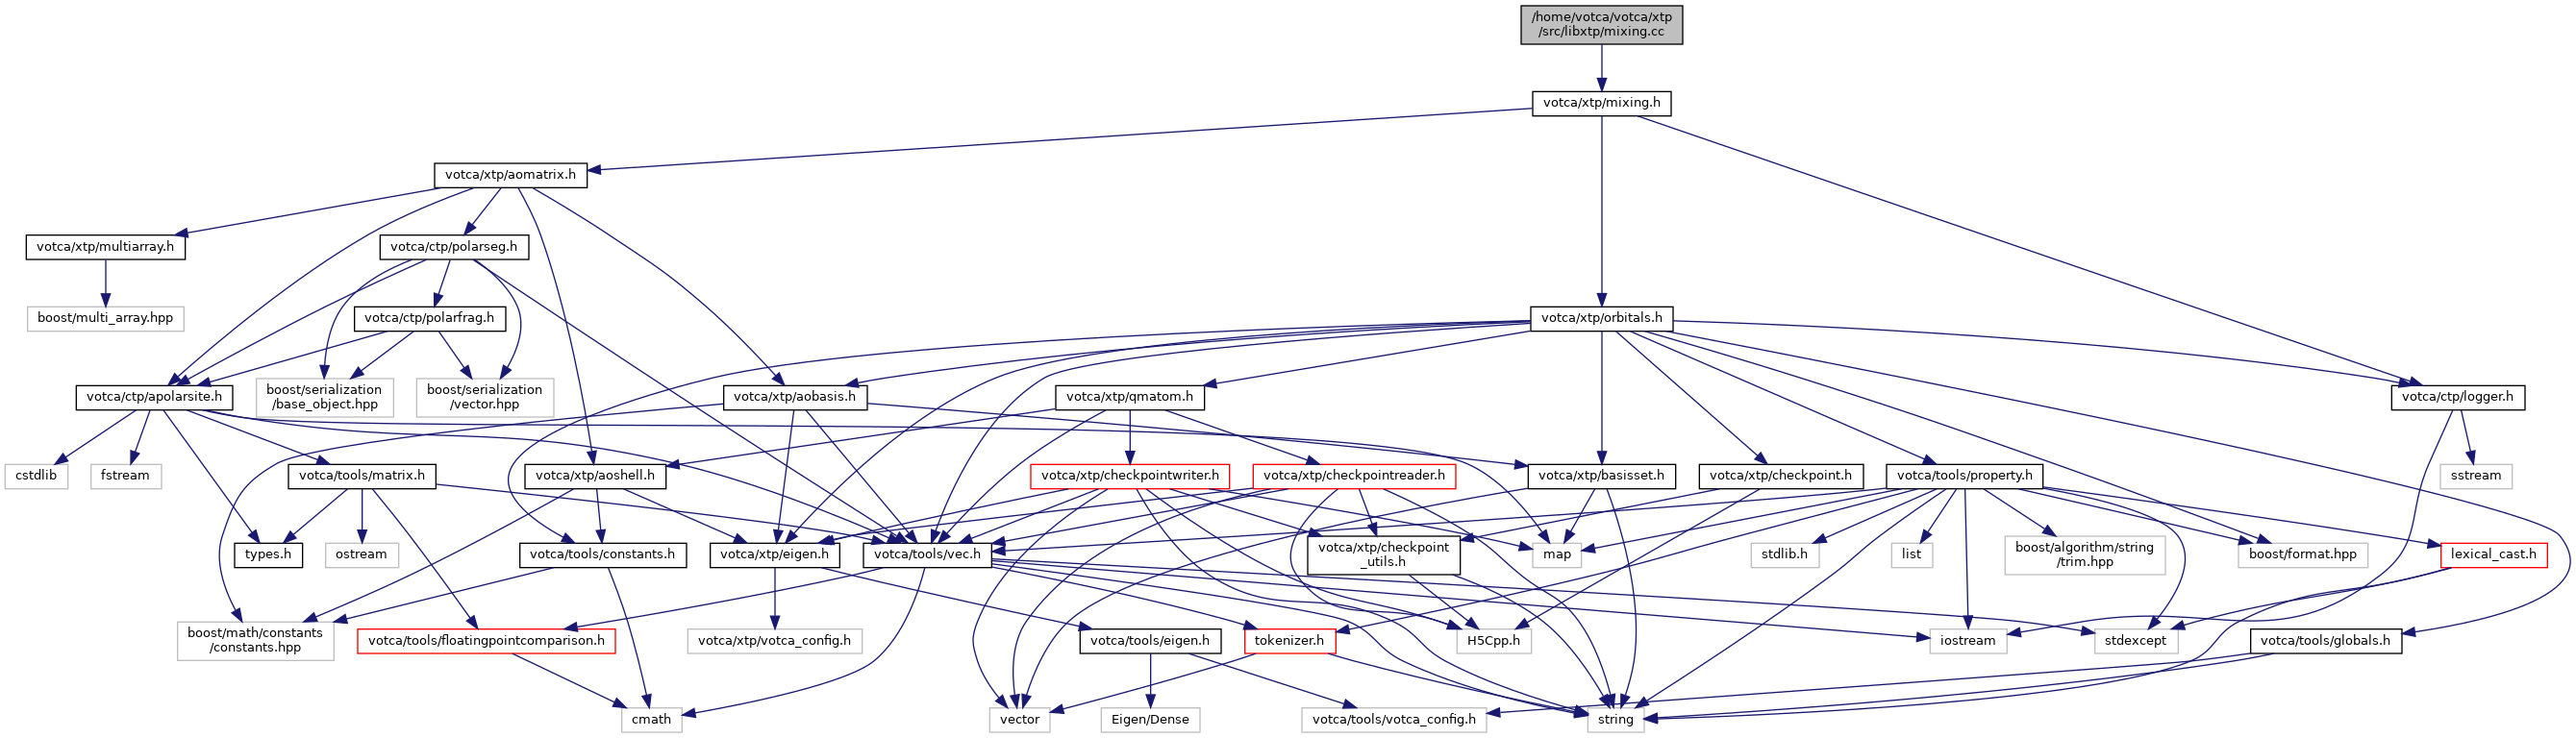 /home/votca/votca/xtp
/src/libxtp/mixing.cc
votca/xtp/mixing.h
votca/xtp/aomatrix.h
votca/xtp/multiarray.h
votca/ctp/polarseg.h
boost/multi_array.hpp
votca/ctp/polarfrag.h
votca/xtp/orbitals.h
votca/ctp/apolarsite.h
boost/serialization
/base_object.hpp
boost/serialization
/vector.hpp
votca/xtp/aobasis.h
votca/xtp/qmatom.h
votca/ctp/logger.h
cstdlib
fstream
votca/tools/matrix.h
votca/xtp/aoshell.h
votca/xtp/checkpointwriter.h
votca/xtp/checkpointreader.h
votca/xtp/basisset.h
votca/xtp/checkpoint.h
votca/tools/property.h
sstream
types.h
ostream
votca/tools/constants.h
votca/xtp/eigen.h
votca/tools/vec.h
votca/xtp/checkpoint
_utils.h
map
stdlib.h
list
boost/algorithm/string
/trim.hpp
boost/format.hpp
lexical_cast.h
boost/math/constants
/constants.hpp
votca/tools/floatingpointcomparison.h
votca/xtp/votca_config.h
votca/tools/eigen.h
tokenizer.h
H5Cpp.h
iostream
stdexcept
votca/tools/globals.h
cmath
vector
Eigen/Dense
votca/tools/votca_config.h
string